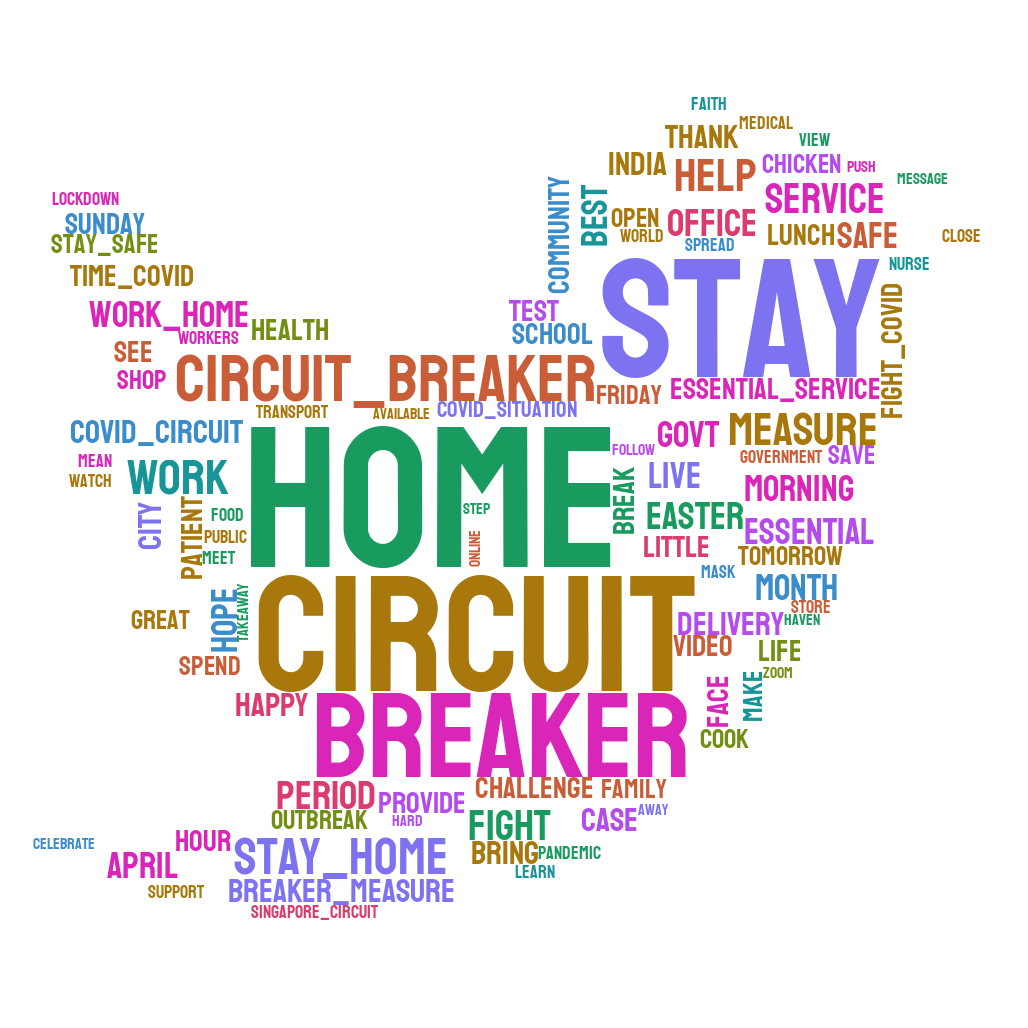 FAITH
MEDICAL
THANK
VIEW
INDIA
HELP
CHICKEN
PUSH
MESSAGE
LOCKDOWN
SERVICE
COMMUNITY
BEST
OPEN
OFFICE
SUNDAY
WORLD
LUNCH
SAFE
CLOSE
STAY_SAFE
SPREAD
NURSE
TIME_COVID
STAY
FIGHT_COVID
WORK_HOME
TEST
HEALTH
WORKERS
SCHOOL
SEE
SHOP
CIRCUIT_BREAKER
FRIDAY
ESSENTIAL_SERVICE
TRANSPORT
AVAILABLE
COVID_SITUATION
COVID_CIRCUIT
GOVT
MEASURE
HOME
FOLLOW
GOVERNMENT
SAVE
MEAN
WATCH
WORK
LIVE
MORNING
BREAK
STEP
CITY
PATIENT
FOOD
EASTER
PUBLIC
ONLINE
ESSENTIAL
MEET
LITTLE
TOMORROW
MASK
MONTH
STORE
CIRCUIT
GREAT
HOPE
TAKEAWAY
DELIVERY
HAVEN
VIDEO
LIFE
SPEND
ZOOM
HAPPY
FACE
MAKE
BREAKER
COOK
PERIOD
PROVIDE
CHALLENGE
FAMILY
OUTBREAK
HARD
FIGHT
CASE
AWAY
CELEBRATE
HOUR
STAY_HOME
BRING
PANDEMIC
APRIL
LEARN
SUPPORT
BREAKER_MEASURE
SINGAPORE_CIRCUIT